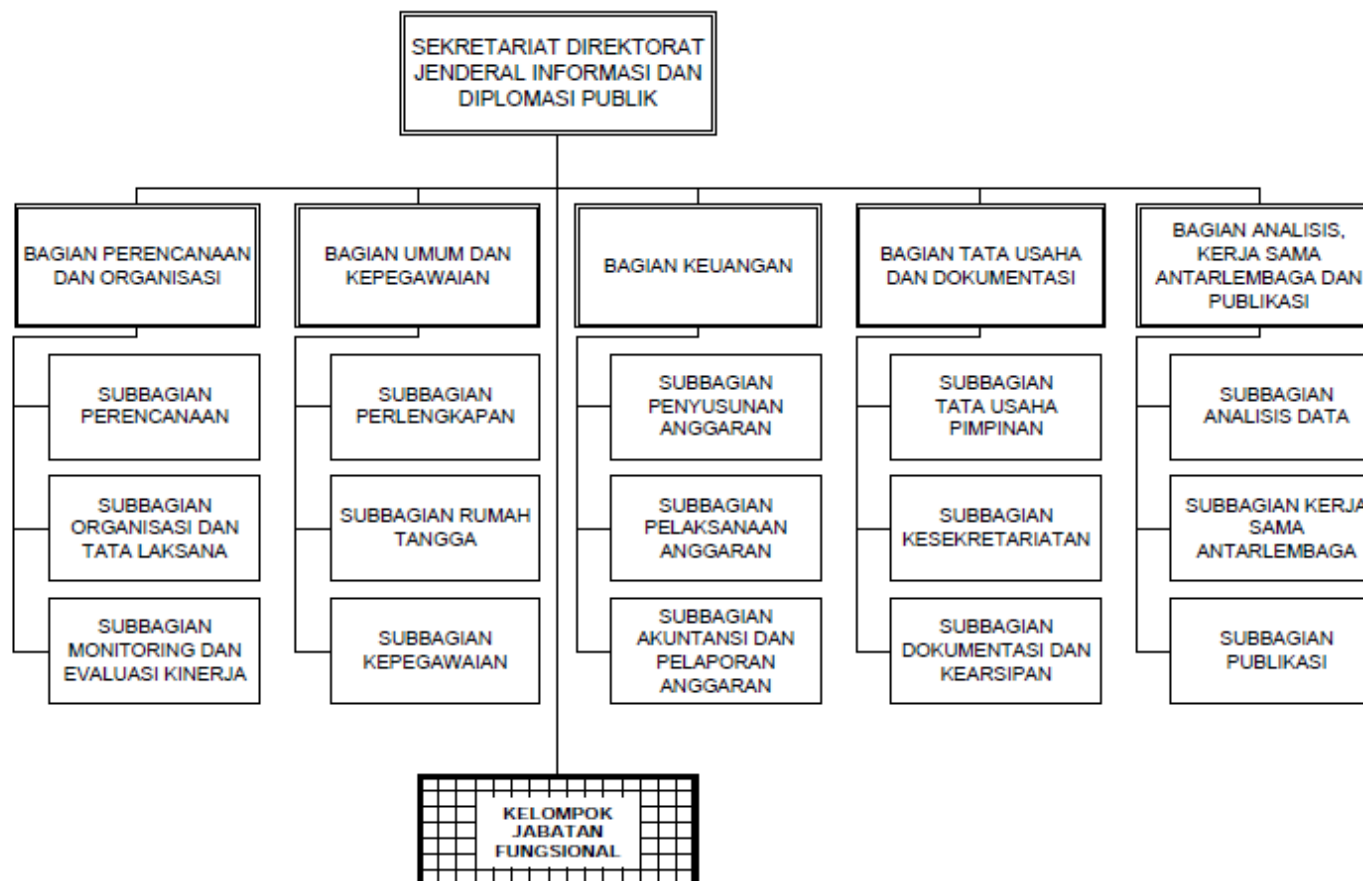 SEKRETARIAT DIREKTORAT
JENDERAL INFORMASI DAN
DIPLOMASI PUBLIK
BAGIAN PERENCANAAN
DAN ORGANISASI
BAGIAN UMUM DAN
KEPEGAWAIAN
BAGIAN KEUANGAN
BAGIAN TATA USAHA
DAN DOKUMENTASI
BAGIAN ANALISIS,
KERJA SAMA
ANTARLEMBAGA DAN
PUBLIKASI
SUBBAGIAN
PERENCANAAN
SUBBAGIAN
PERLENGKAPAN
SUBBAGIAN
PENYUSUNAN
ANGGARAN
SUBBAGIAN
TATA USAHA
PIMPINAN
SUBBAGIAN
ANALISIS DATA
SUBBAGIAN
ORGANISASI DAN
TATA LAKSANA
SUBBAGIAN RUMAH
TANGGA
SUBBAGIAN
PELAKSANAAN
ANGGARAN
SUBBAGIAN
KESEKRETARIATAN
SUBBAGIAN KERJA
SAMA
ANTARLEMBAGA
SUBBAGIAN
MONITORING DAN
EVALUASI KINERJA
SUBBAGIAN
KEPEGAWAIAN
SUBBAGIAN
AKUNTANSI DAN
PELAPORAN
ANGGARAN
SUBBAGIAN
DOKUMENTASI DAN
KEARSIPAN
SUBBAGIAN
PUBLIKASI
KELOMPOK
JABATAN
FUNGSIONAL